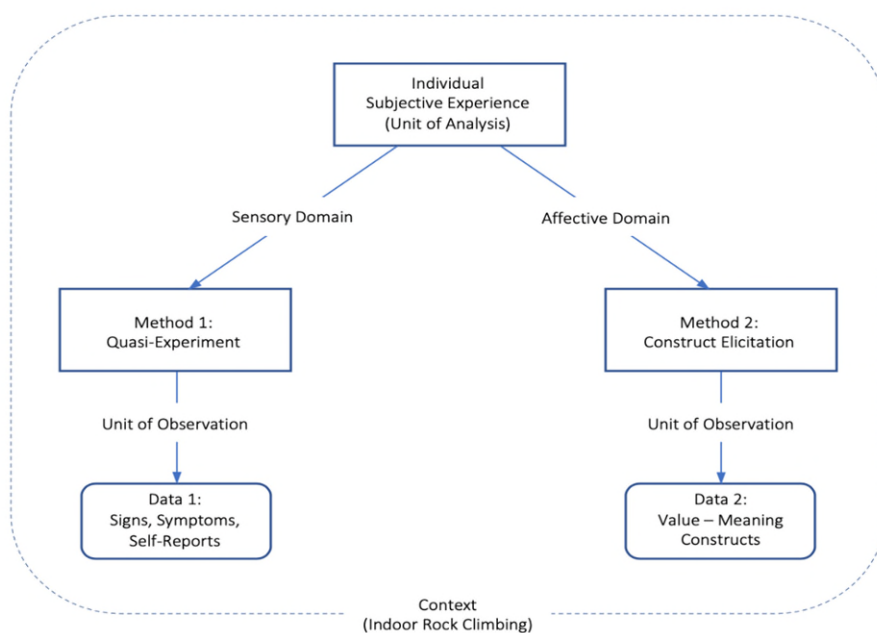 Individual
Subjective Experience
(Unit of Analysis)
Sensory Domain
Affective Domain
Method 1:
Quasi-Experiment
Method 2:
Construct Elicitation
Unit of Observation
Unit of Observation
Data 1:
Signs, Symptoms,
Self-Reports
Data 2:
Value – Meaning
Constructs
Context
(Indoor Rock Climbing)